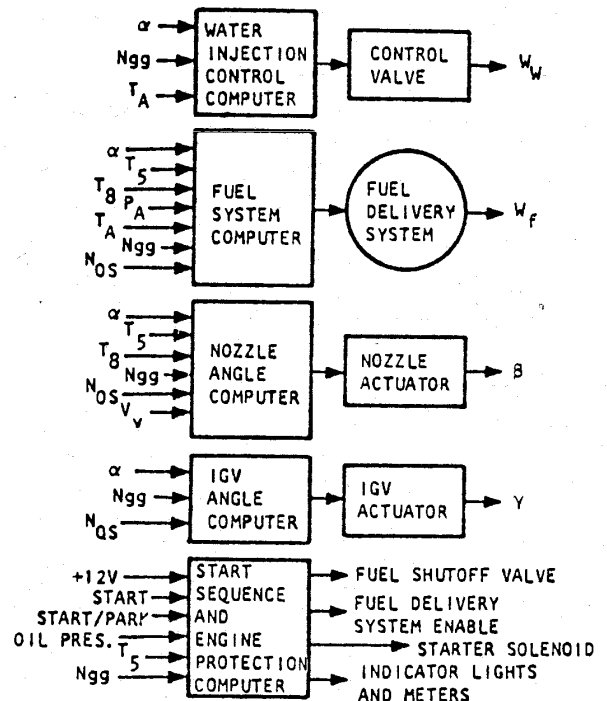 α
Ngg
T_A
WATER
INJECTION
CONTROL
COMPUTER
CONTROL
VALVE
W_W
α
T_5
T_8
P_A
T_A
Ngg
N_OS
FUEL
SYSTEM
COMPUTER
FUEL
DELIVERY
SYSTEM
W_f
α
T_5
T_8
Ngg
N_OS
V_v
NOZZLE
ANGLE
COMPUTER
NOZZLE
ACTUATOR
β
α
Ngg
N_OS
IGV
ANGLE
COMPUTER
IGV
ACTUATOR
γ
+12V
START
START/PARK
OIL PRES.
T_5
Ngg
START
SEQUENCE
AND
ENGINE
PROTECTION
COMPUTER
FUEL SHUTOFF VALVE
FUEL DELIVERY
SYSTEM ENABLE
STARTER SOLENOID
INDICATOR LIGHTS
AND METERS